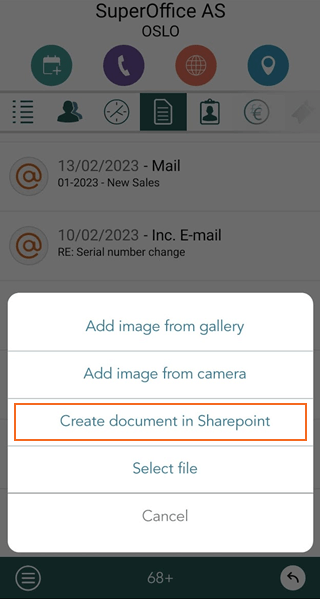 SuperOffice AS
OSLO
13/02/2023 - Mail
01-2023 - New Sales
10/02/2023 - Inc. E-mail
RE: Serial number change
Add image from gallery
Add image from camera
Create document in Sharepoint
Select file
Cancel
68+